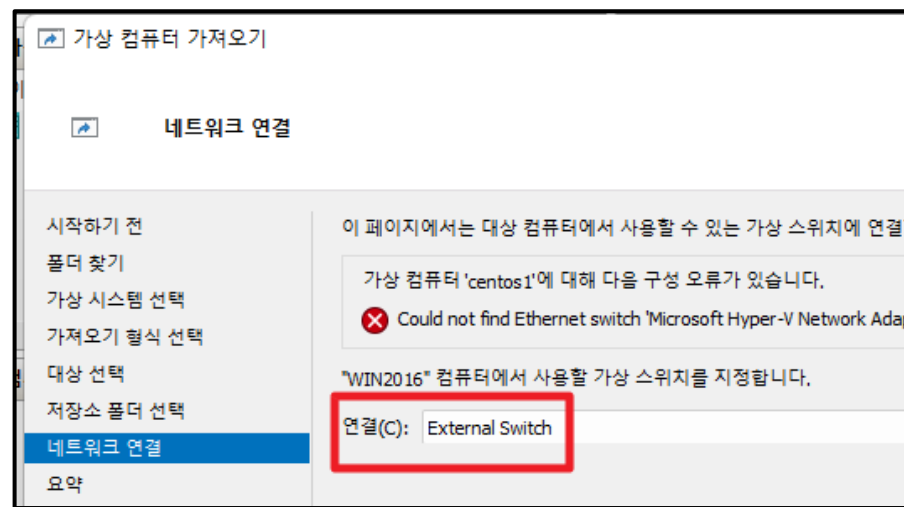 가상 컴퓨터 가져오기
네트워크 연결
시작하기 전
폴더 찾기
가상 시스템 선택
가져오기 형식 선택
대상 선택
저장소 폴더 선택
네트워크 연결
요약
이 페이지에서는 대상 컴퓨터에서 사용할 수 있는 가상 스위치에 연결
가상 컴퓨터 'centos1'에 대해 다음 구성 오류가 있습니다.
Could not find Ethernet switch 'Microsoft Hyper-V Network Ada
"WIN2016" 컴퓨터에서 사용할 가상 스위치를 지정합니다.
연결(C): External Switch